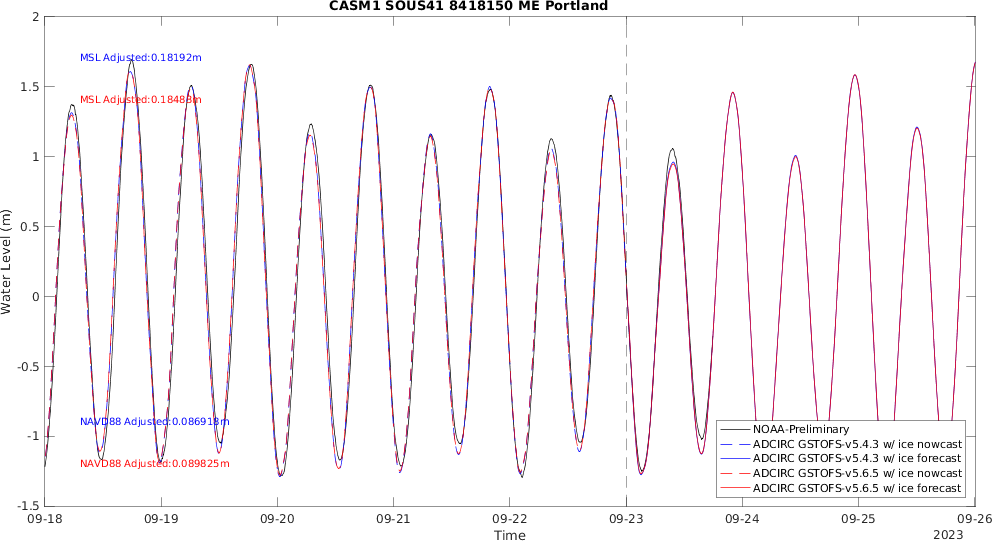 CASM1 SOUS41 8418150 ME Portland
2
1.5
1
0.5
0
-0.5
-1
-1.5
Water Level (m)
MSL Adjusted:0.18192m
MSL Adjusted:0.18483m
NAVD88 Adjusted:0.086918m
NAVD88 Adjusted:0.089825m
NOAA-Preliminary
ADCIRC GSTOFS-v5.4.3 w/ ice nowcast
ADCIRC GSTOFS-v5.4.3 w/ ice forecast
ADCIRC GSTOFS-v5.6.5 w/ ice nowcast
ADCIRC GSTOFS-v5.6.5 w/ ice forecast
09-18 09-19 09-20 09-21 09-22 09-23 09-24 09-25 09-26
Time
2023